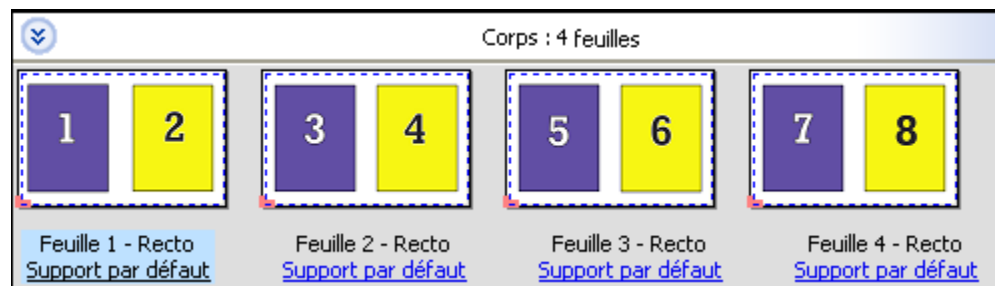 Corps : 4 feuilles
1 2 3 4 5 6 7 8
Feuille 1 - Recto Feuille 2 - Recto Feuille 3 - Recto Feuille 4 - Recto
Support par défaut Support par défaut Support par défaut Support par défaut